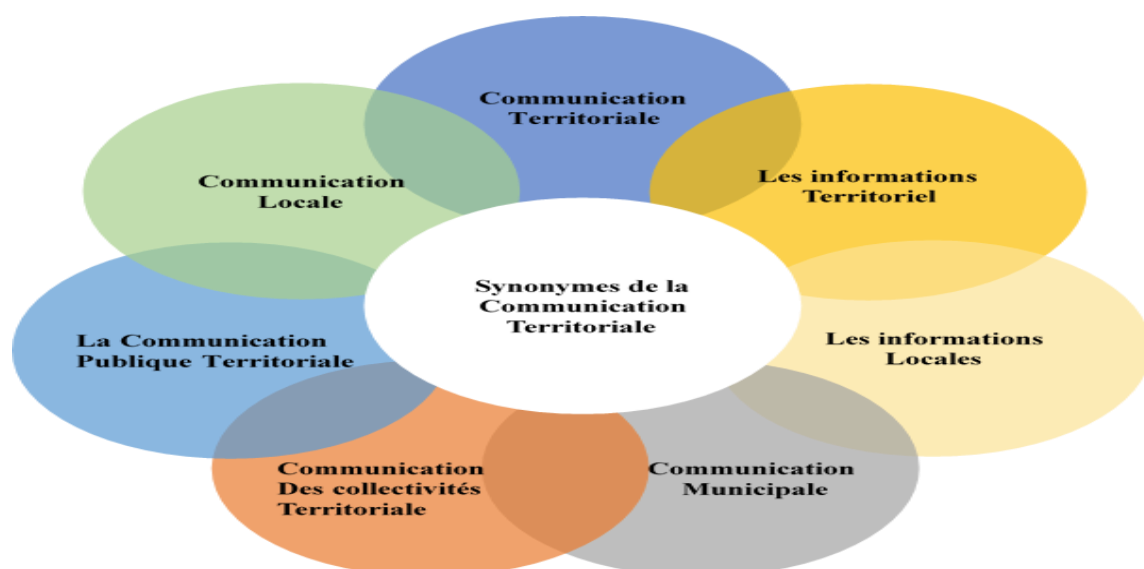 Communication
Territoriale
Les informations
Territoriel
Communication
Locale
Synonymes de la
Communication
Territoriale
La Communication
Publique Territoriale
Les informations
Locales
Communication
Des collectivités
Territoriale
Communication
Municipale